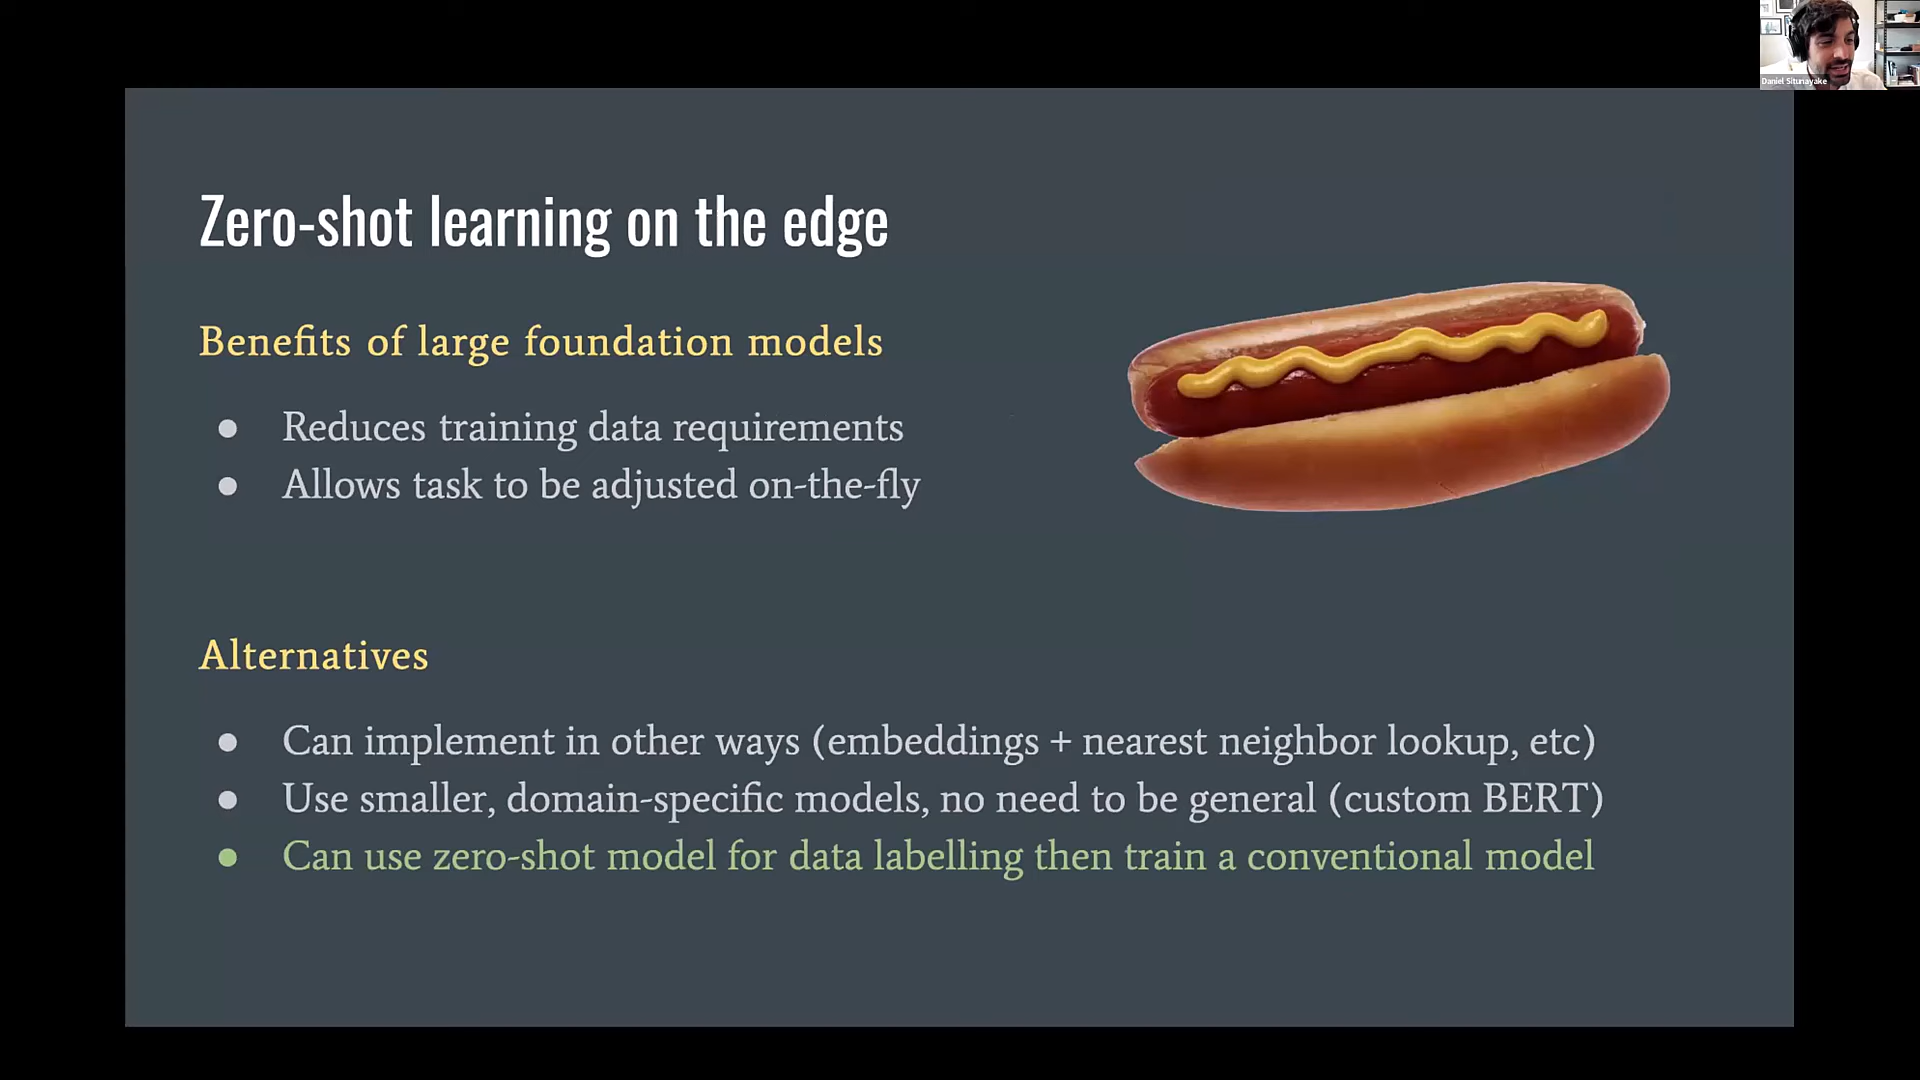 Daniel Situnayake
Zero-shot learning on the edge
Benefits of large foundation models
● Reduces training data requirements
● Allows task to be adjusted on-the-fly
Alternatives
● Can implement in other ways (embeddings + nearest neighbor lookup, etc)
● Use smaller, domain-specific models, no need to be general (custom BERT)
● Can use zero-shot model for data labelling then train a conventional model